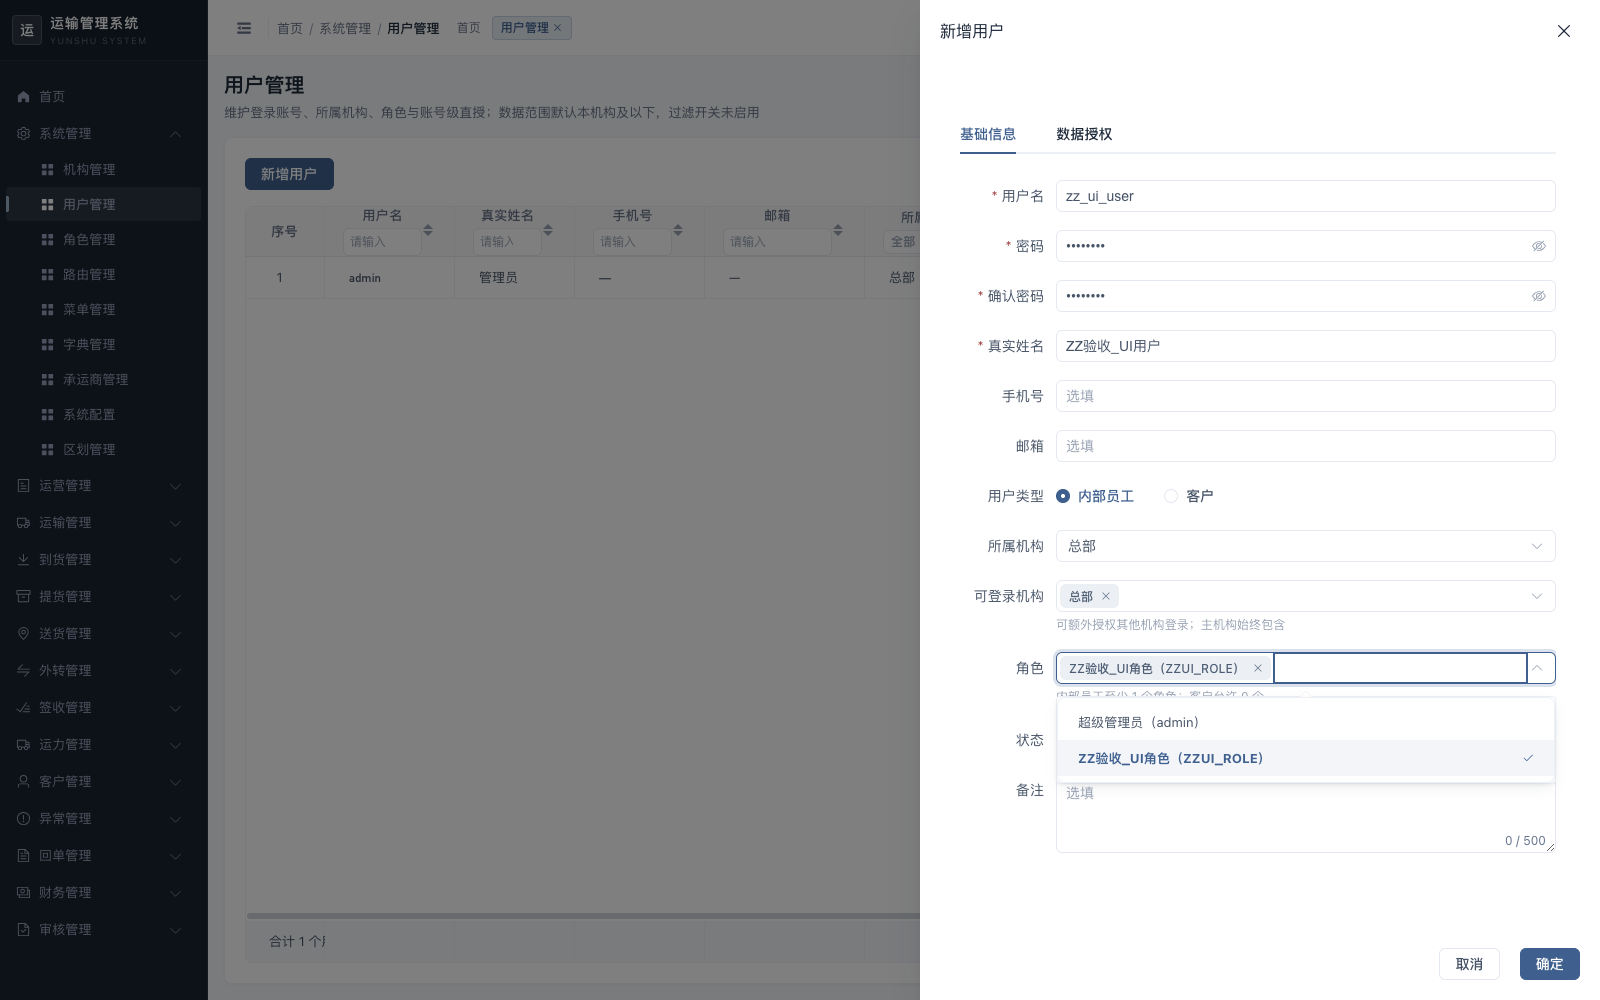 运
运输管理系统
YUNSHU SYSTEM
首页
系统管理
机构管理
用户管理
角色管理
路由管理
菜单管理
字典管理
承运商管理
系统配置
区划管理
运营管理
运输管理
到货管理
提货管理
送货管理
外转管理
签收管理
运力管理
客户管理
异常管理
回单管理
财务管理
审核管理
首页 / 系统管理 / 用户管理 首页 用户管理
用户管理
维护登录账号、所属机构、角色与账号级直授；数据范围默认本机构及以下，过滤开关未启用
新增用户
序号 用户名 真实姓名 手机号 邮箱
请输入 请输入 请输入 请输入 全部
1 admin 管理员 — — 总部
合计 1 个
新增用户
基础信息 数据授权
* 用户名 zz_ui_user
* 密码 ••••••••
* 确认密码 ••••••••
* 真实姓名 ZZ验收_UI用户
手机号 选填
邮箱 选填
用户类型 内部员工 客户
所属机构 总部
可登录机构 总部
可额外授权其他机构登录；主机构始终包含
角色 ZZ验收_UI角色（ZZUI_ROLE）
内部员工至少 1 个角色；客户允许 0 个
超级管理员（admin）
状态
ZZ验收_UI角色（ZZUI_ROLE）
备注 选填
0 / 500
取消 确定